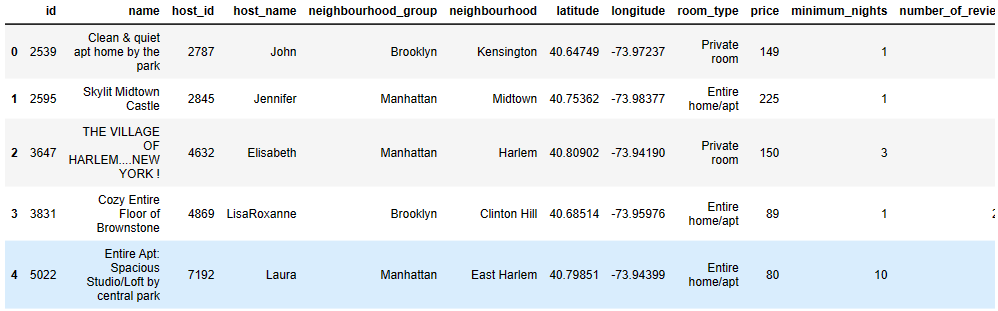 id name host_id host_name neighbourhood_group neighbourhood latitude longitude room_type price minimum_nights number_of_revie
Clean & quiet
0 2539 apt home by the 2787 John Brooklyn Kensington 40.64749 -73.97237 Private room 149 1
park
1 2595 Skylit Midtown 2845 Jennifer Manhattan Midtown 40.75362 -73.98377 Entire home/apt 225 1
Castle
THE VILLAGE
OF
2 3647 HARLEM....NEW 4632 Elisabeth Manhattan Harlem 40.80902 -73.94190 Private room 150 3
YORK !
Cozy Entire
3 3831 Floor of 4869 LisaRoxanne Brooklyn Clinton Hill 40.68514 -73.95976 Entire home/apt 89 1 2
Brownstone
Entire Apt:
Spacious
4 5022 Studio/Loft by 7192 Laura Manhattan East Harlem 40.79851 -73.94399 Entire home/apt 80 10
central park